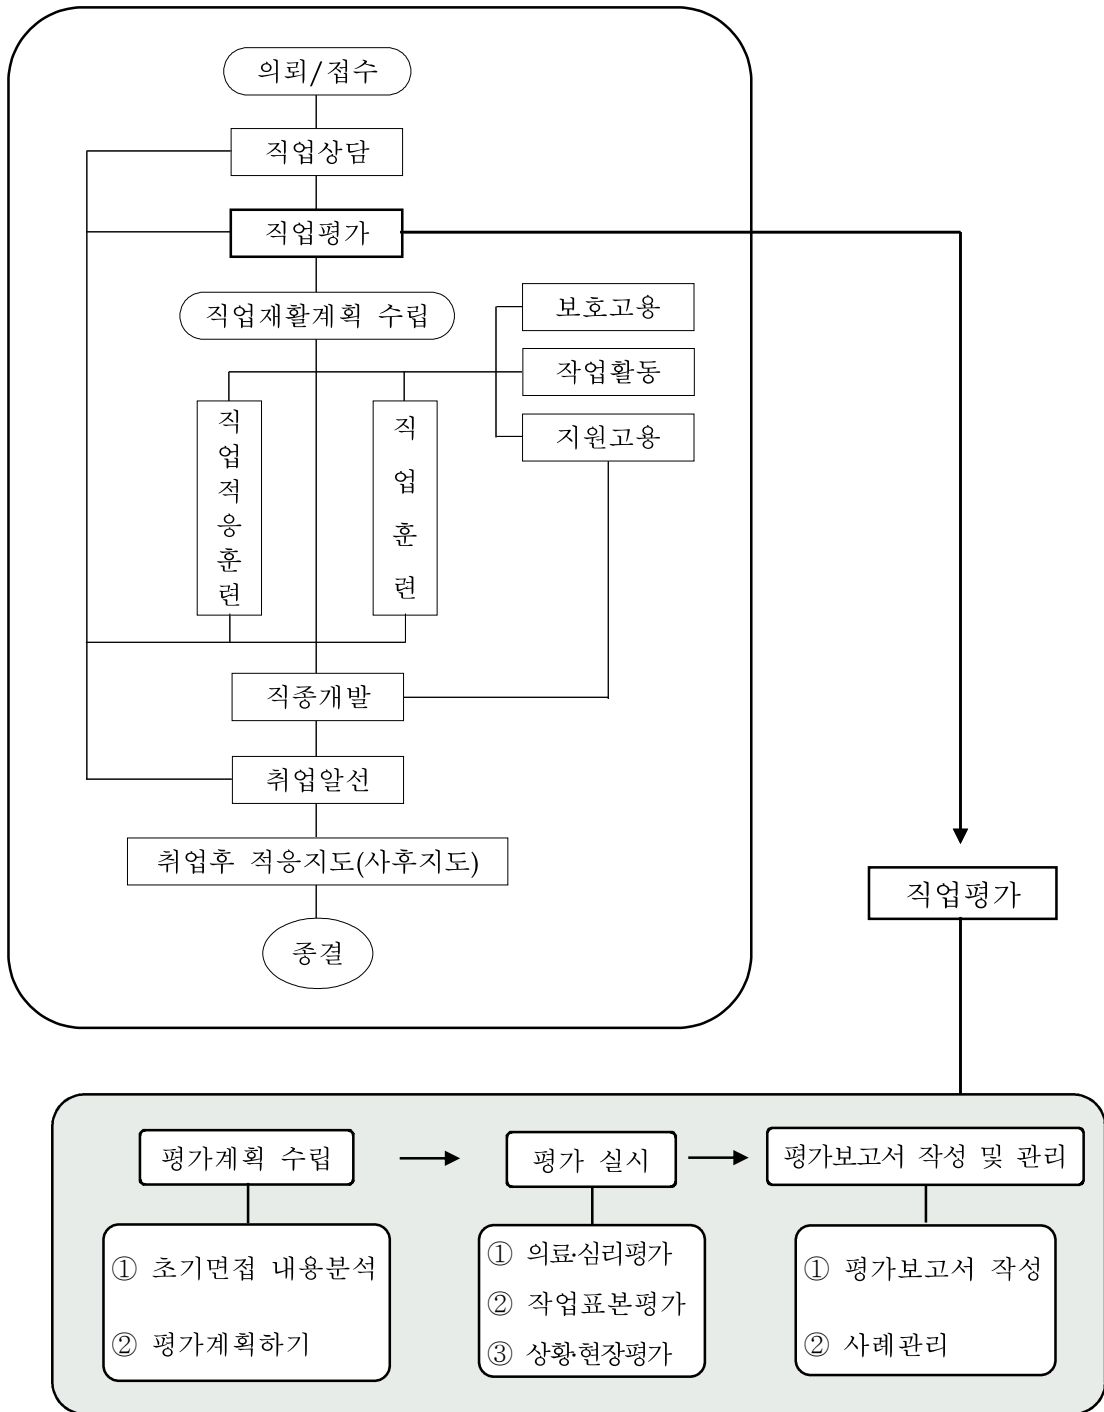 의뢰/접수
직업상담
직업평가
직업재활계획 수립
보호고용
작업활동
지원고용
직업적응훈련
직업훈련
직종개발
취업알선
취업후 적응지도(사후지도)
종결
직업평가
평가계획 수립
① 초기면접 내용분석
② 평가계획하기
평가 실시
① 의료·심리평가
② 작업표본평가
③ 상황·현장평가
평가보고서 작성 및 관리
① 평가보고서 작성
② 사례관리